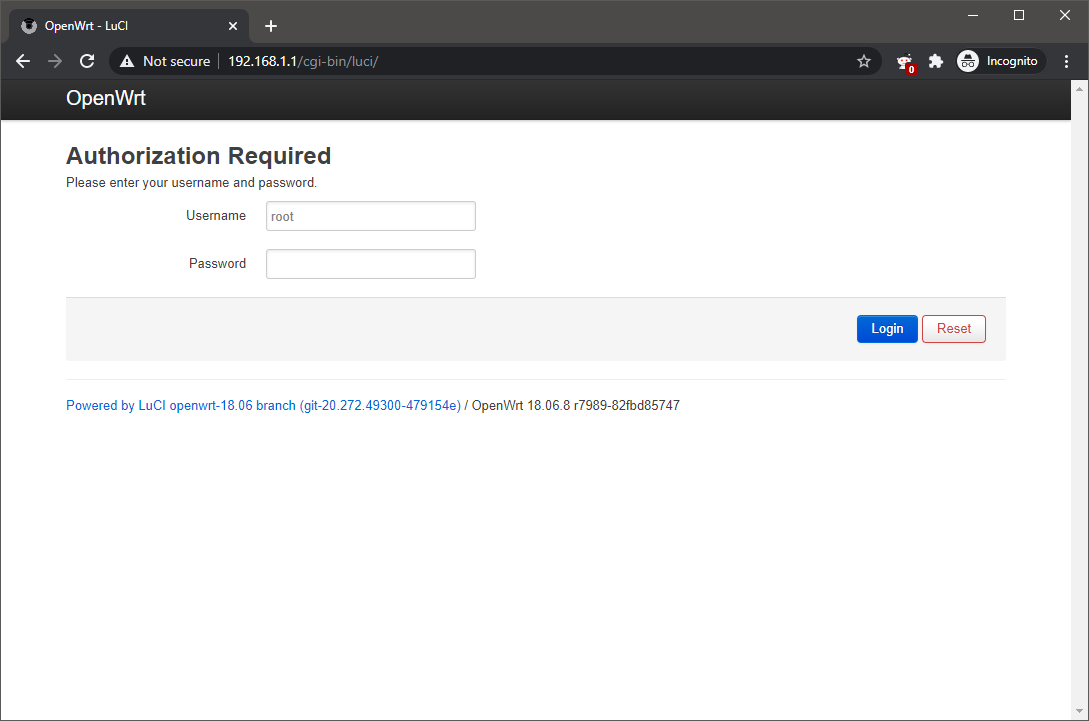 OpenWrt - LuCI
Not secure 192.168.1.1/cgi-bin/luci/
0
Incognito
OpenWrt
Authorization Required
Please enter your username and password.
Username root
Password
Login Reset
Powered by LuCI openwrt-18.06 branch (git-20.272.49300-479154e) / OpenWrt 18.06.8 r7989-82fbd85747